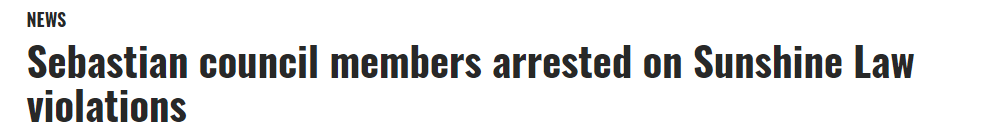 NEWS
Sebastian council members arrested on Sunshine Law
violations